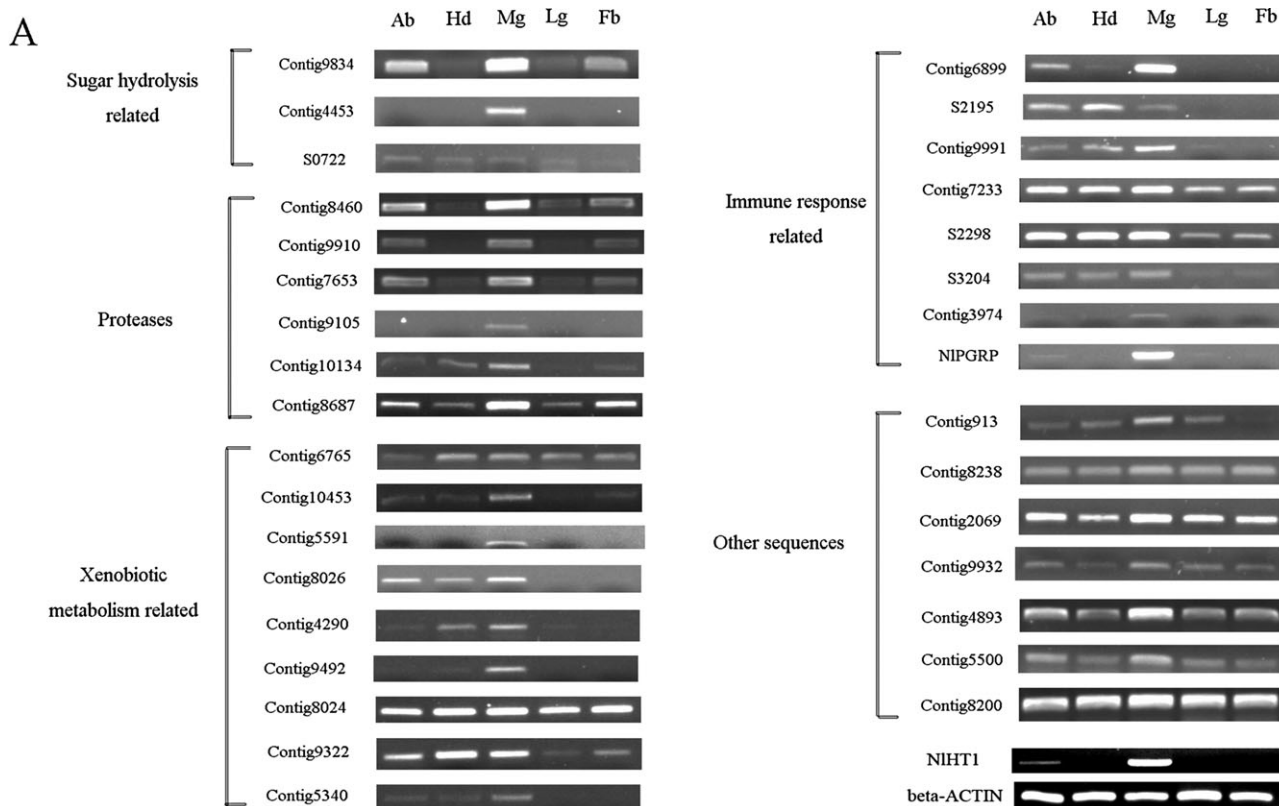 A
Ab Hd Mg Lg Fb
Sugar hydrolysis
related
Contig9834
Contig4453
S0722
Proteases
Contig8460
Contig9910
Contig7653
Contig9105
Contig10134
Contig8687
Xenobiotic
metabolism related
Contig6765
Contig10453
Contig5591
Contig8026
Contig4290
Contig9492
Contig8024
Contig9322
Contig5340
Ab Hd Mg Lg Fb
Immune response
related
Contig6899
S2195
Contig9991
Contig7233
S2298
S3204
Contig3974
NlPGRP
Other sequences
Contig913
Contig8238
Contig2069
Contig9932
Contig4893
Contig5500
Contig8200
NlHT1
beta-ACTIN